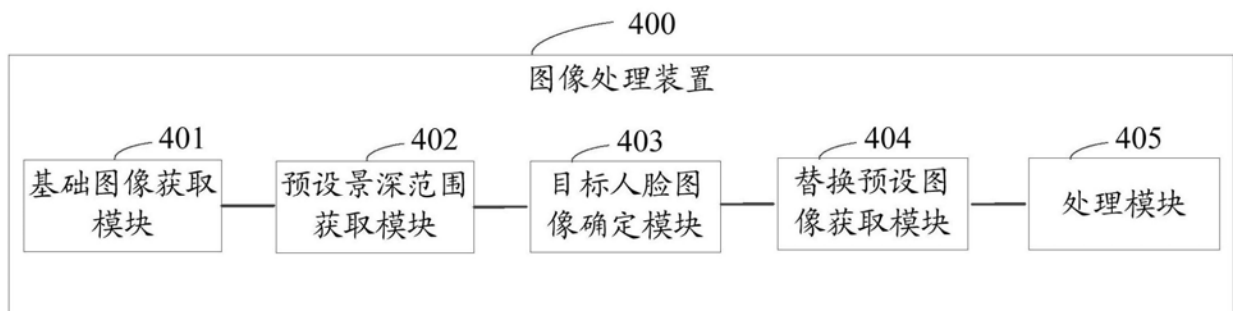 400
图像处理装置
401
402
403
404
405
基础图像获取
模块
预设景深范围
获取模块
目标人脸图
像确定模块
替换预设图
像获取模块
处理模块